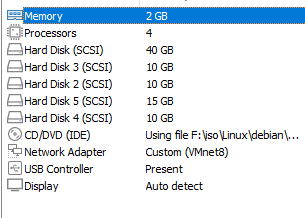 Memory 2 GB
Processors 4
Hard Disk (SCSI) 40 GB
Hard Disk 3 (SCSI) 10 GB
Hard Disk 2 (SCSI) 10 GB
Hard Disk 5 (SCSI) 15 GB
Hard Disk 4 (SCSI) 10 GB
CD/DVD (IDE) Using file F:\iso\Linux\debian\...
Network Adapter Custom (VMnet8)
USB Controller Present
Display Auto detect